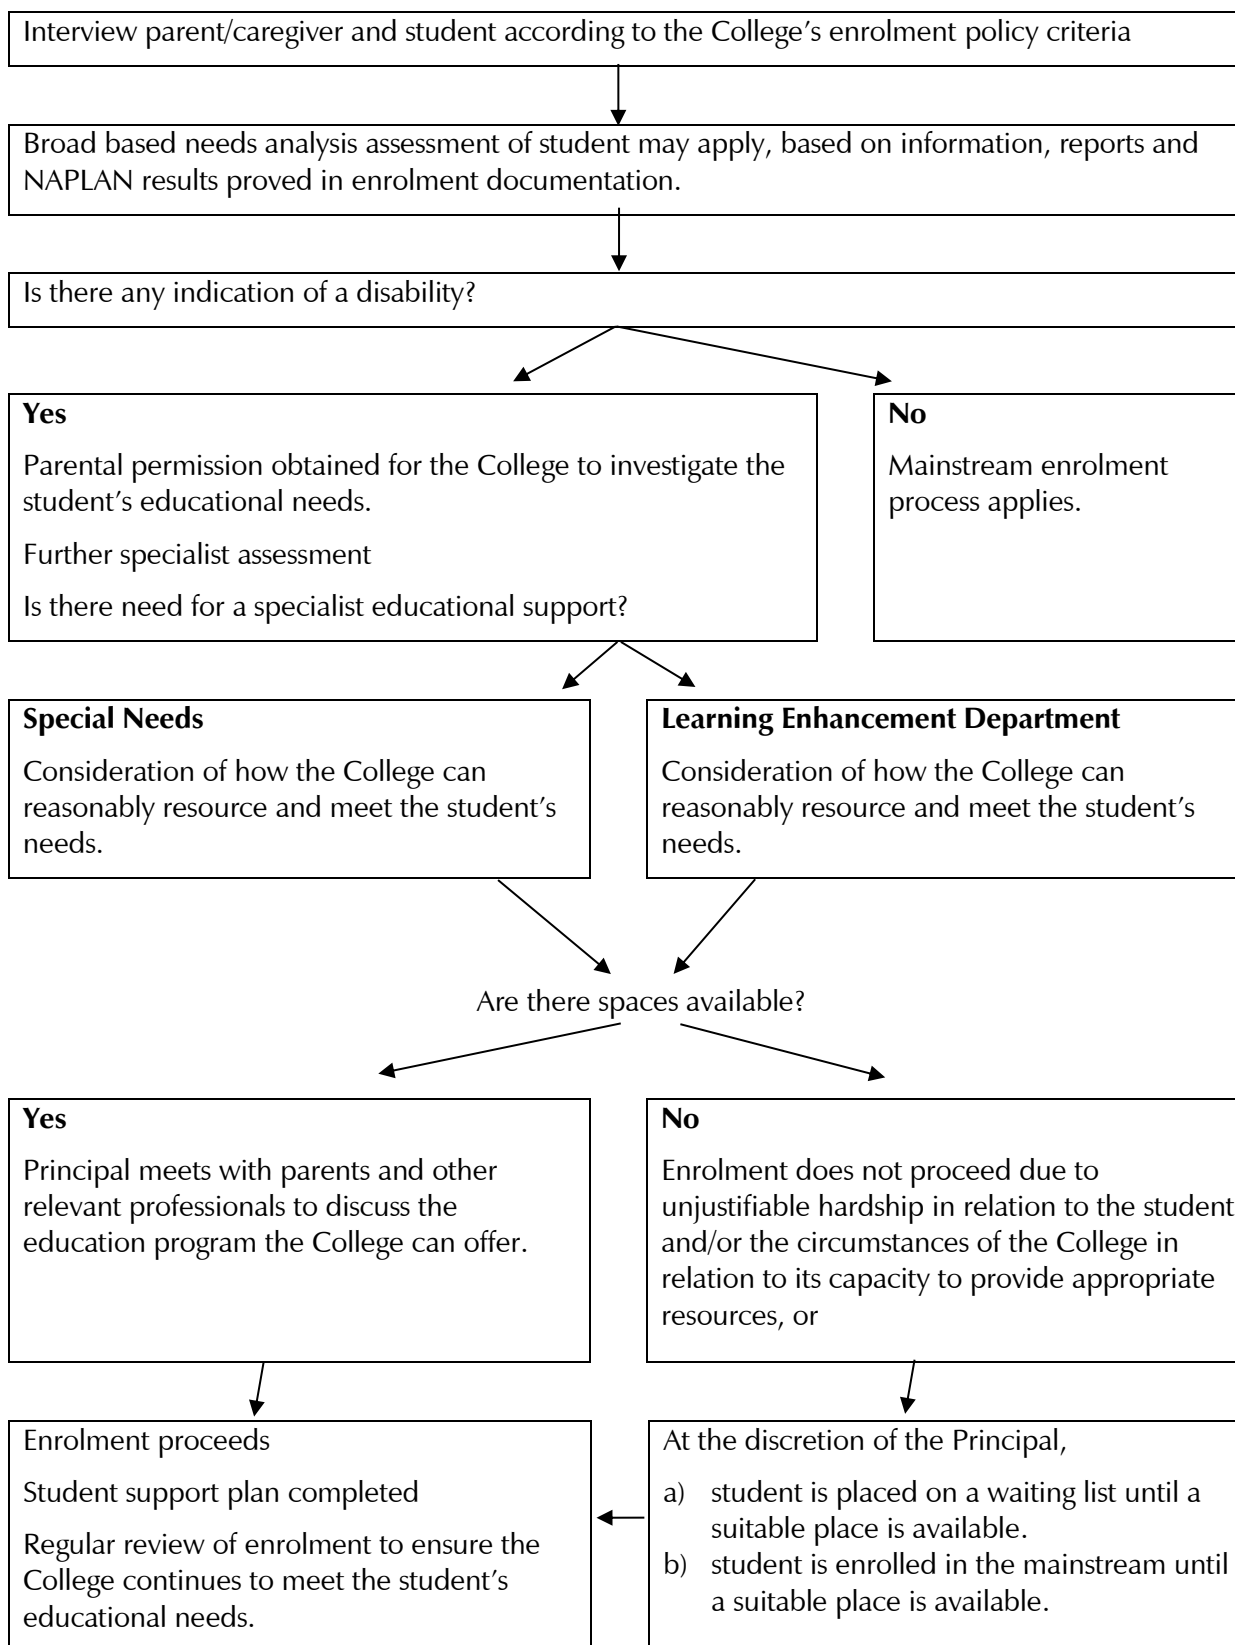 Interview parent/caregiver and student according to the College’s enrolment policy criteria
Broad based needs analysis assessment of student may apply, based on information, reports and
NAPLAN results proved in enrolment documentation.
Is there any indication of a disability?
Yes
Parental permission obtained for the College to investigate the
student’s educational needs.
Further specialist assessment
Is there need for a specialist educational support?
No
Mainstream enrolment
process applies.
Special Needs
Consideration of how the College can
reasonably resource and meet the student’s
needs.
Learning Enhancement Department
Consideration of how the College can
reasonably resource and meet the student’s
needs.
Are there spaces available?
Yes
Principal meets with parents and other
relevant professionals to discuss the
education program the College can offer.
No
Enrolment does not proceed due to
unjustifiable hardship in relation to the student
and/or the circumstances of the College in
relation to its capacity to provide appropriate
resources, or
Enrolment proceeds
Student support plan completed
Regular review of enrolment to ensure the
College continues to meet the student’s
educational needs.
At the discretion of the Principal,
a) student is placed on a waiting list until a
suitable place is available.
b) student is enrolled in the mainstream until
a suitable place is available.